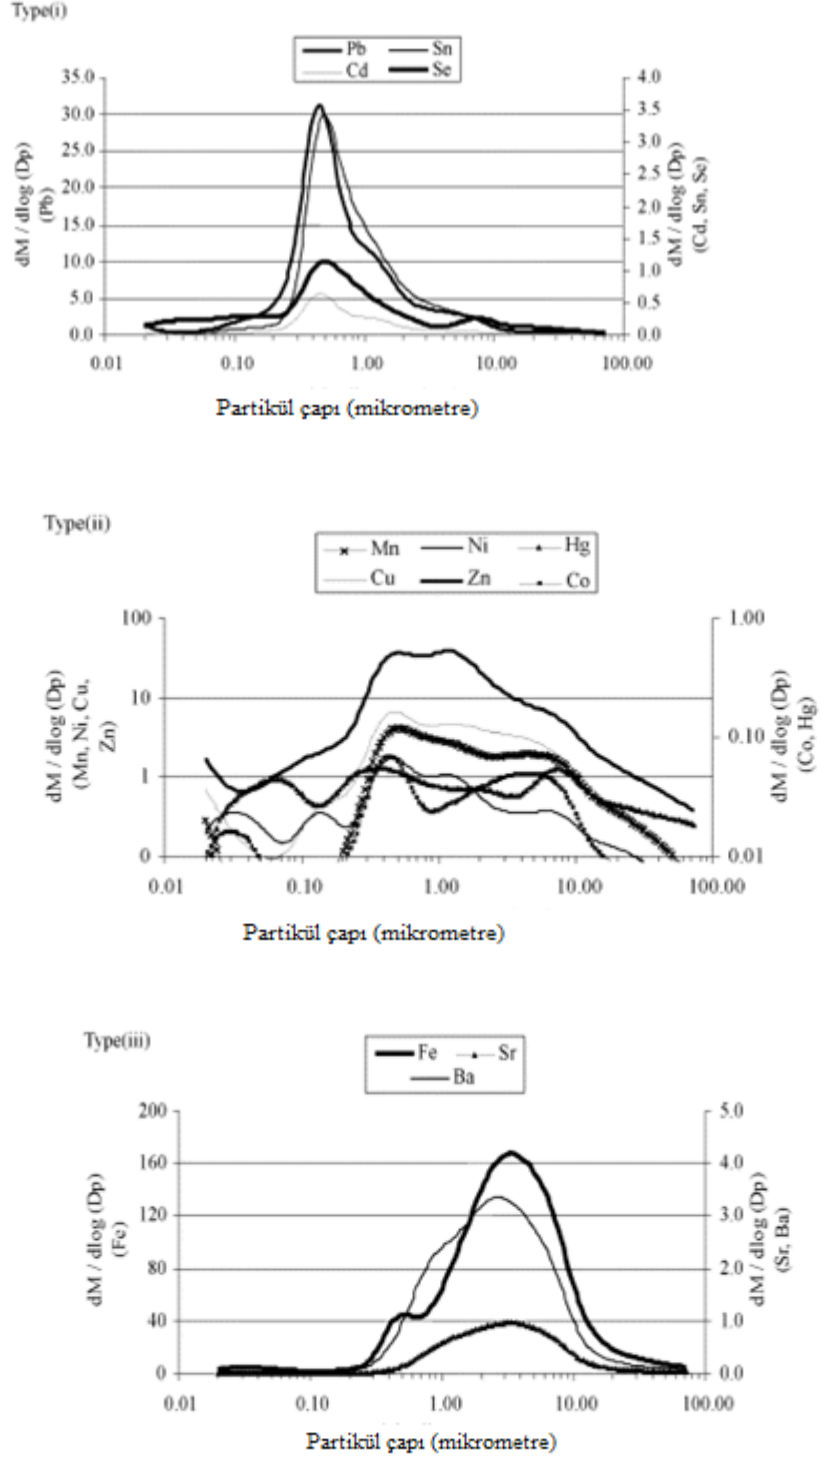 Type(i)
Pb Sn
Cd Se
35.0 4.0
30.0 3.5
25.0 3.0
20.0 2.5
15.0 2.0
10.0 1.5
5.0 1.0
0.0 0.5
0.0
dM / dlog (Dp)
(Pb)
dM / dlog (Dp)
(Cd, Sn, Se)
0.01 0.10 1.00 10.00 100.00
Partikül çapı (mikrometre)
Type(ii)
Mn Ni Hg
Cu Zn Co
100 1.00
10 0.10
1 0.01
0
dM / dlog (Dp)
(Mn, Ni, Cu,
Zn)
dM / dlog (Dp)
(Co, Hg)
0.01 0.10 1.00 10.00 100.00
Partikül çapı (mikrometre)
Type(iii)
Fe Sr
Ba
200 5.0
160 4.0
120 3.0
80 2.0
40 1.0
0 0.0
dM / dlog (Dp)
(Fe)
dM / dlog (Dp)
(Sr, Ba)
0.01 0.10 1.00 10.00 100.00
Partikül çapı (mikrometre)